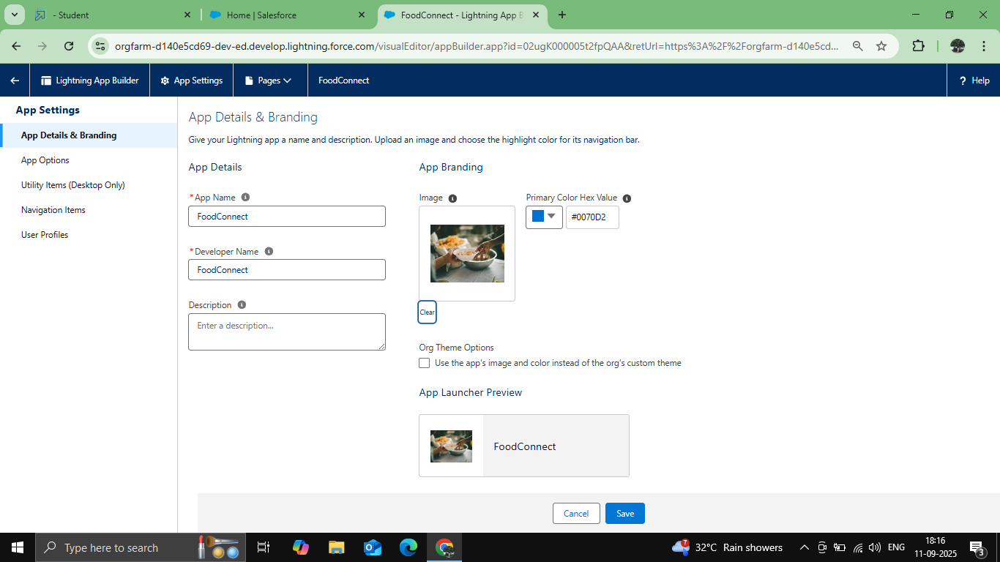 - Student
Home | Salesforce
FoodConnect - Lightning App B
orgfarm-d140e5cd69-dev-ed.develop.lightning.force.com/visualEditor/appBuilder.app?id=02ugK000005t2fpQAA&retUrl=https%3A%2F%2Forgfarm-d140e5cd...
Lightning App Builder
App Settings
Pages
FoodConnect
? Help
App Settings
App Details & Branding
App Options
Utility Items (Desktop Only)
Navigation Items
User Profiles
App Details & Branding
Give your Lightning app a name and description. Upload an image and choose the highlight color for its navigation bar.
App Details
*App Name
FoodConnect
*Developer Name
FoodConnect
Description
Enter a description...
App Branding
Image
Clear
Primary Color Hex Value
#0070D2
Org Theme Options
Use the app's image and color instead of the org's custom theme
App Launcher Preview
FoodConnect
Cancel
Save
Type here to search
7
32°C Rain showers
ENG
18:16
11-09-2025
3